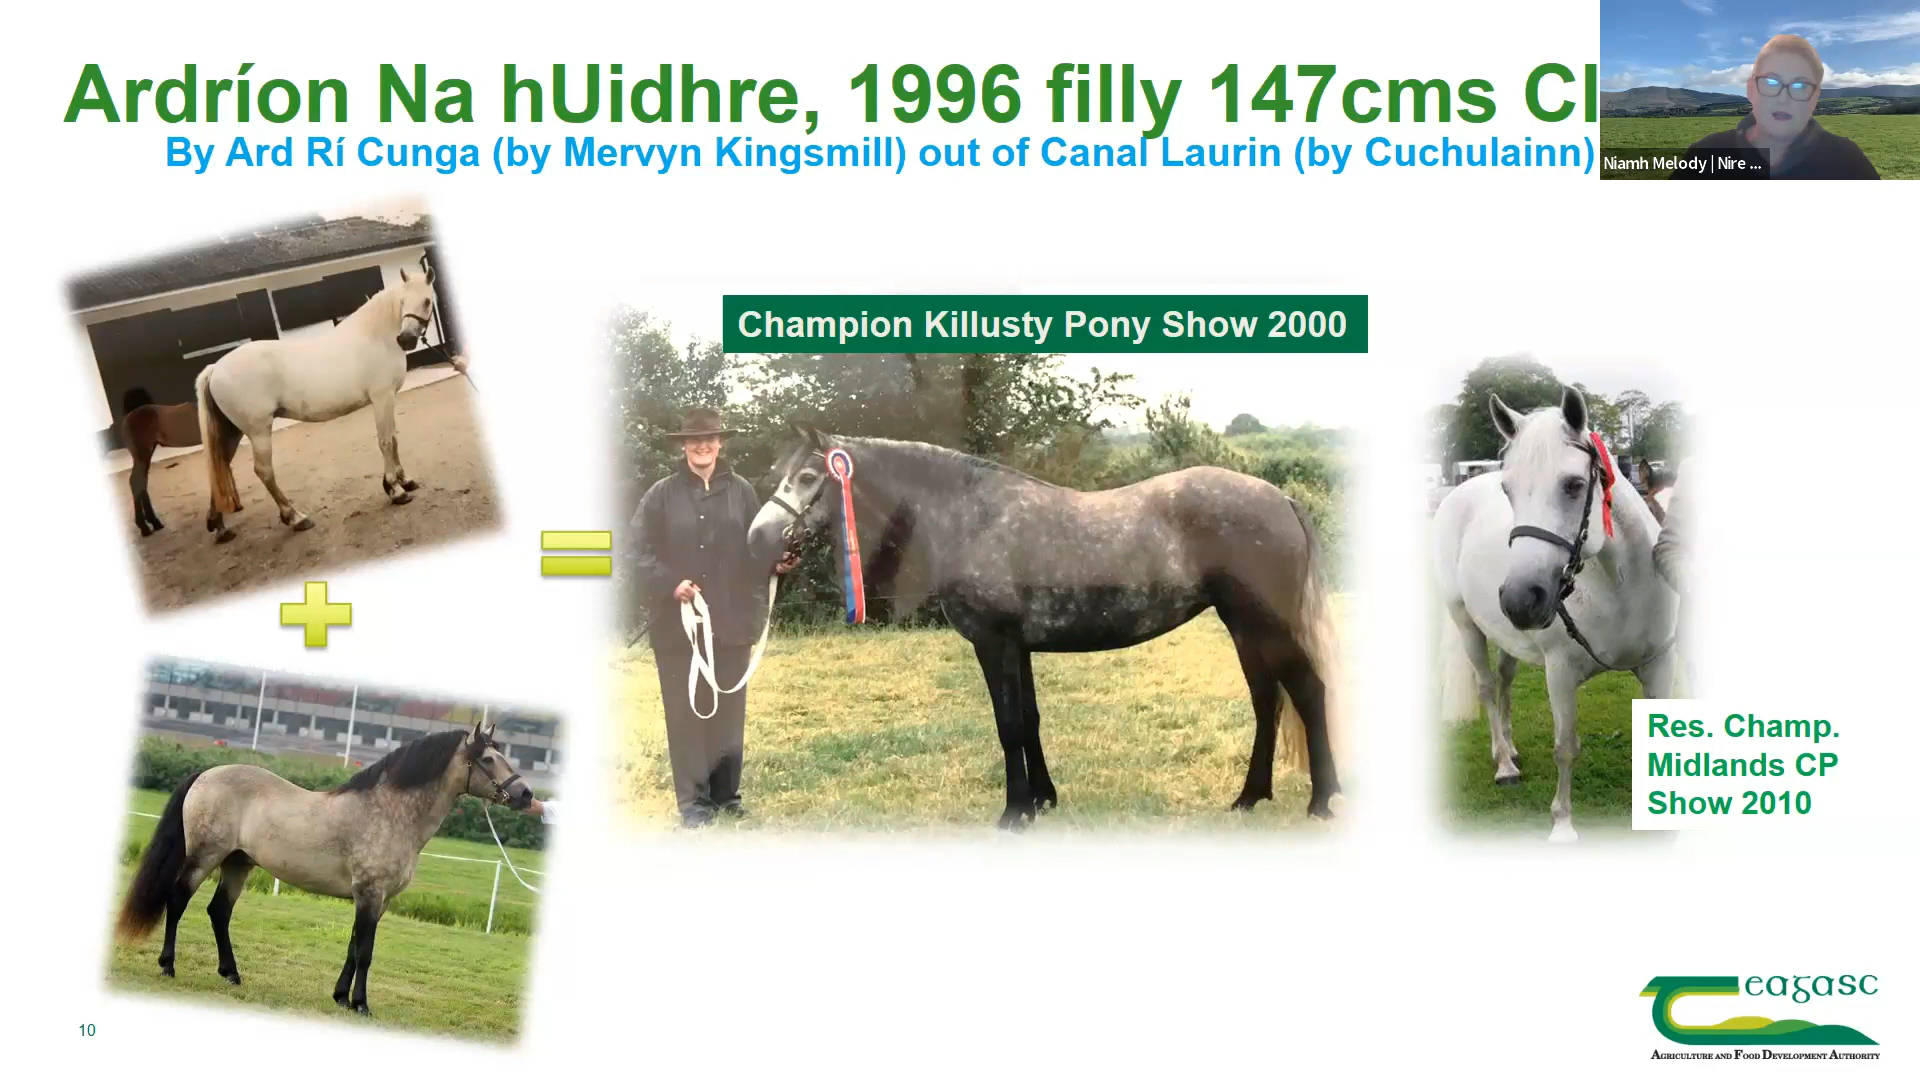 Ardríon Na hUidhre, 1996 filly 147cms Cl
By Ard Rí Cunga (by Mervyn Kingsmill) out of Canal Laurin (by Cuchulainn)
Niamh Melody | Nire ...
Champion Killusty Pony Show 2000
Res. Champ.
Midlands CP
Show 2010
10
Teagasc
Agriculture and Food Development Authority